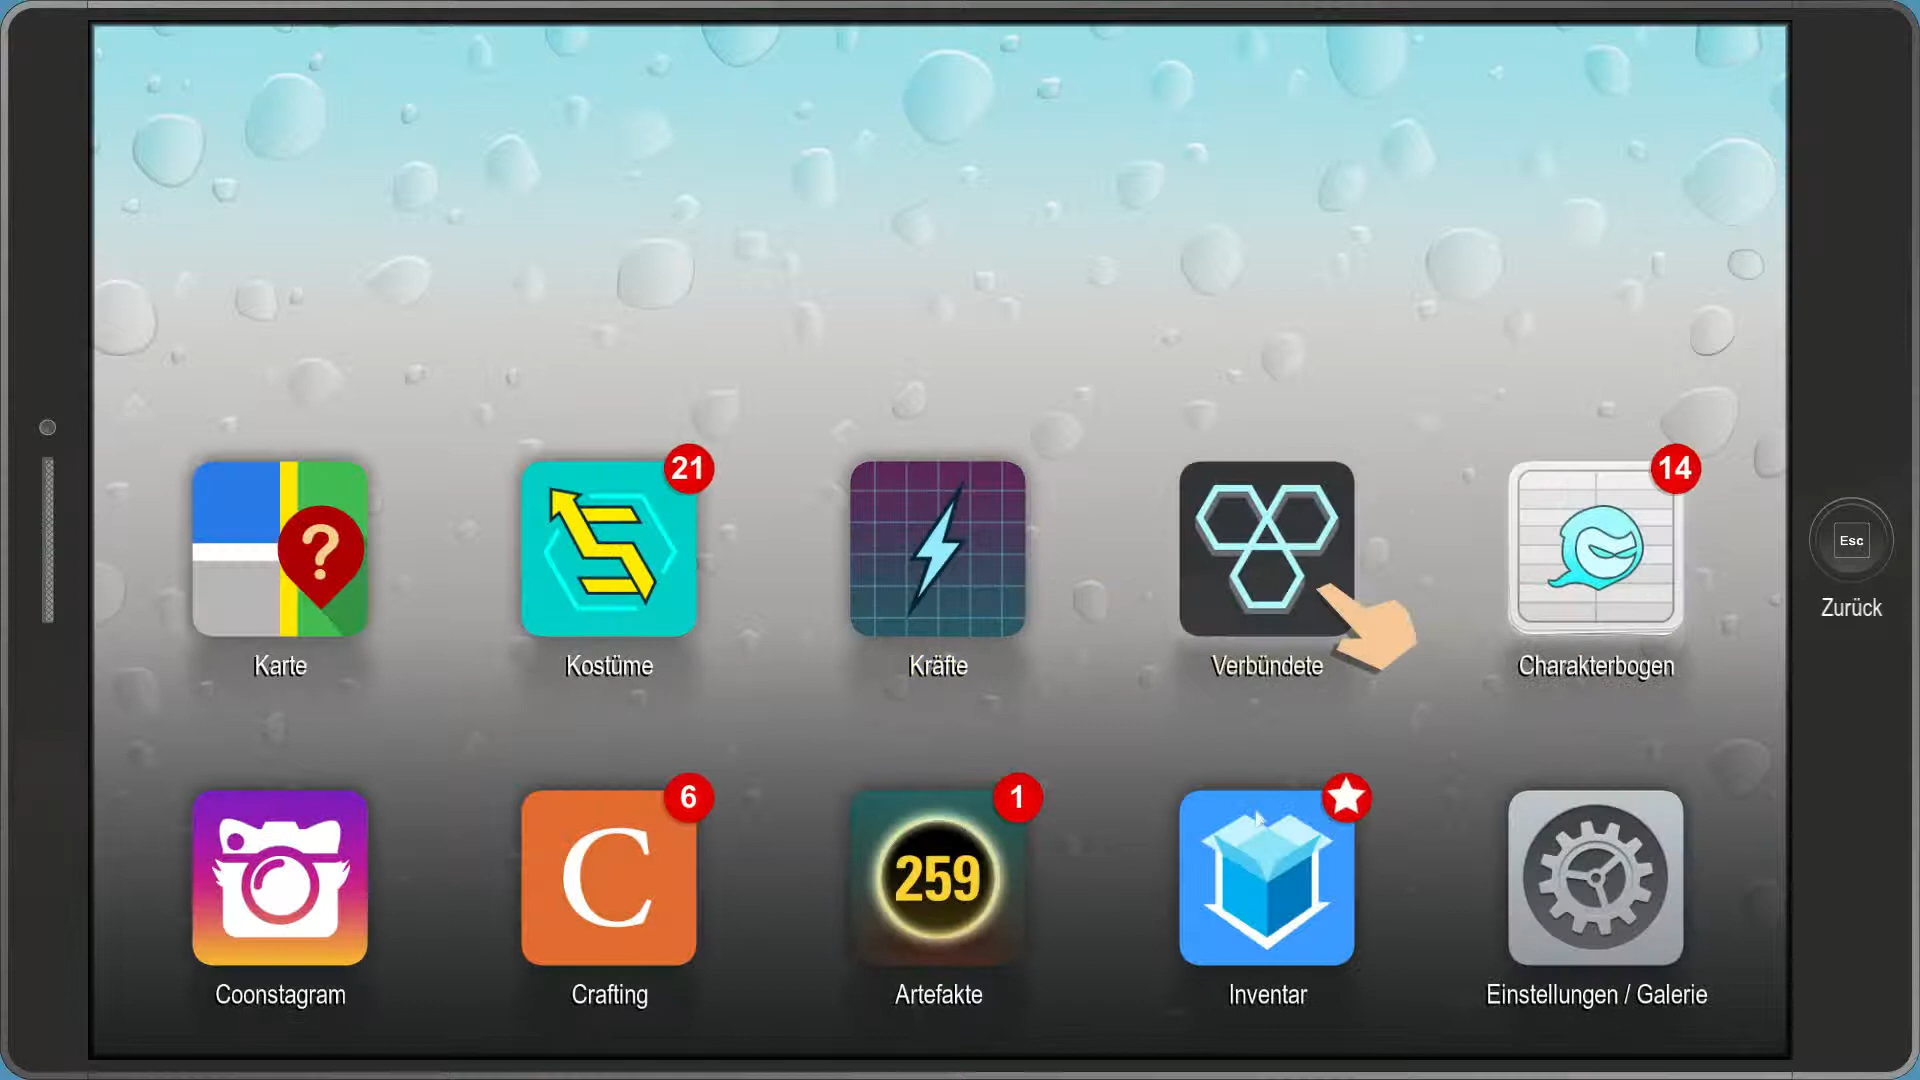 21
14
?
Karte
Kostüme
Kräfte
Verbündete
Charakterbogen
Esc
Zurück
6
1
C
259
Coonstagram
Crafting
Artefakte
Inventar
Einstellungen / Galerie